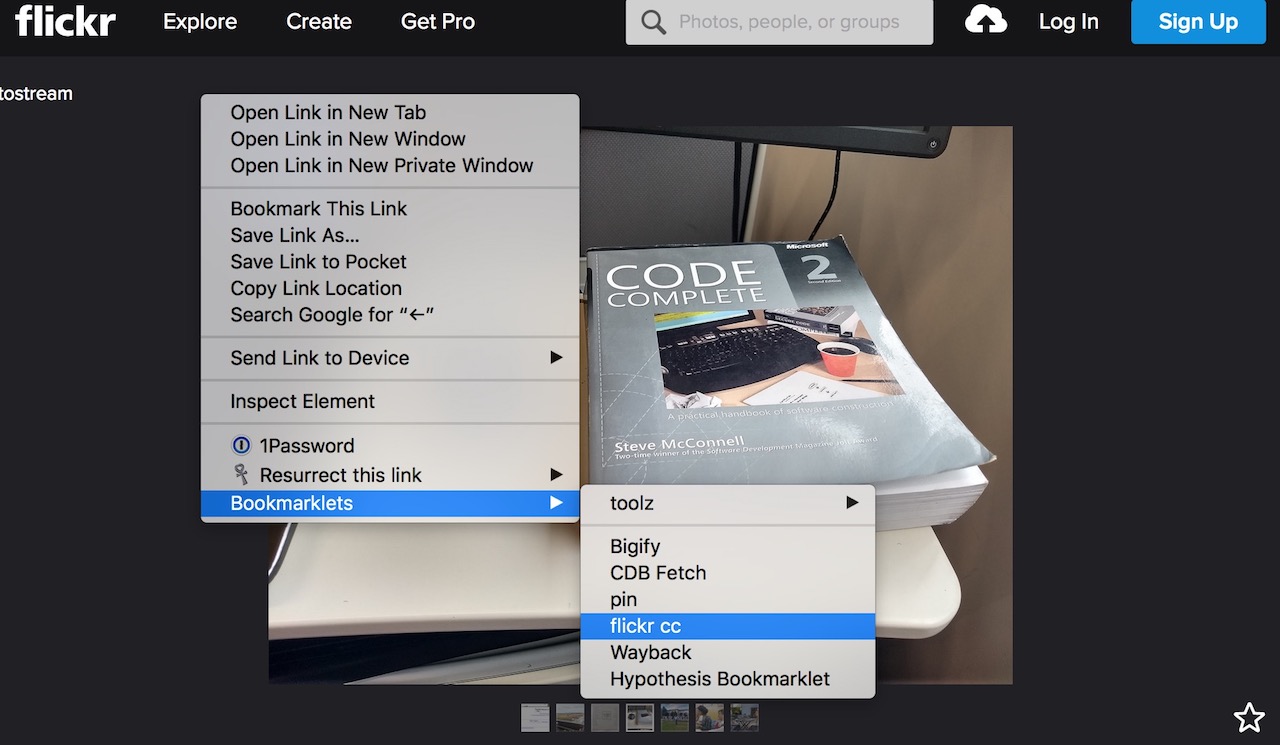 flickr Explore Create Get Pro Photos, people, or groups Log In Sign Up
tostream
Open Link in New Tab
Open Link in New Window
Open Link in New Private Window
Bookmark This Link
Save Link As...
Save Link to Pocket
Copy Link Location
Search Google for “←”
Send Link to Device
Inspect Element
1Password
Resurrect this link
Bookmarklets
toolz
Bigify
CDB Fetch
pin
flickr cc
Wayback
Hypothesis Bookmarklet
Microsoft
CODE
COMPLETE
2
Second Edition
A practical handbook of software construction
Steve McConnell
Two-time winner of the Software Development Magazine Jolt Award